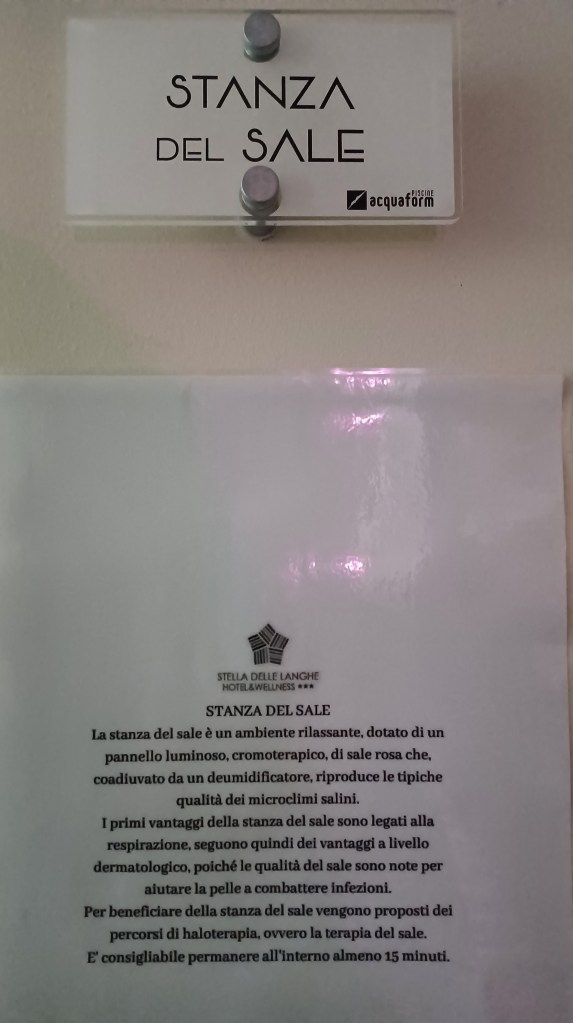 STANZA
DEL SALE
PISCINE
acquaform
STELLA DELLE LANGHE
HOTEL&WELLNESS ***
STANZA DEL SALE
La stanza del sale è un ambiente rilassante, dotato di un
pannello luminoso, cromoterapico, di sale rosa che,
coadiuvato da un deumidificatore, riproduce le tipiche
qualità dei microclimi salini.
I primi vantaggi della stanza del sale sono legati alla
respirazione, seguono quindi dei vantaggi a livello
dermatologico, poiché le qualità del sale sono note per
aiutare la pelle a combattere infezioni.
Per beneficiare della stanza del sale vengono proposti dei
percorsi di haloterapia, ovvero la terapia del sale.
E' consigliabile permanere all'interno almeno 15 minuti.